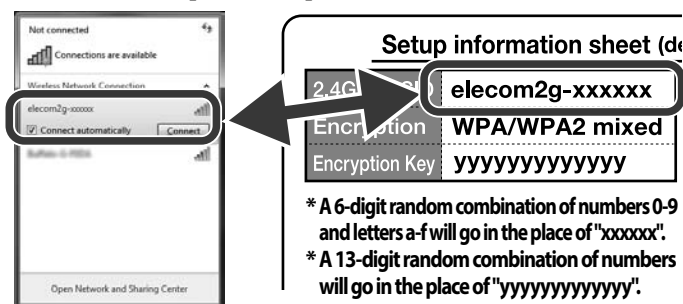 Not connected
Connections are available
Wireless Network Connection
elecom2g-xxxxxx
Connect automatically
Connect
Open Network and Sharing Center
Setup information sheet (de
2.4G
elecom2g-xxxxxx
Encryption
WPA/WPA2 mixed
Encryption Key
yyyyyyyyyyyyy
* A 6-digit random combination of numbers 0-9
and letters a-f will go in the place of "xxxxxx".
* A 13-digit random combination of numbers
will go in the place of "yyyyyyyyyyyyy".